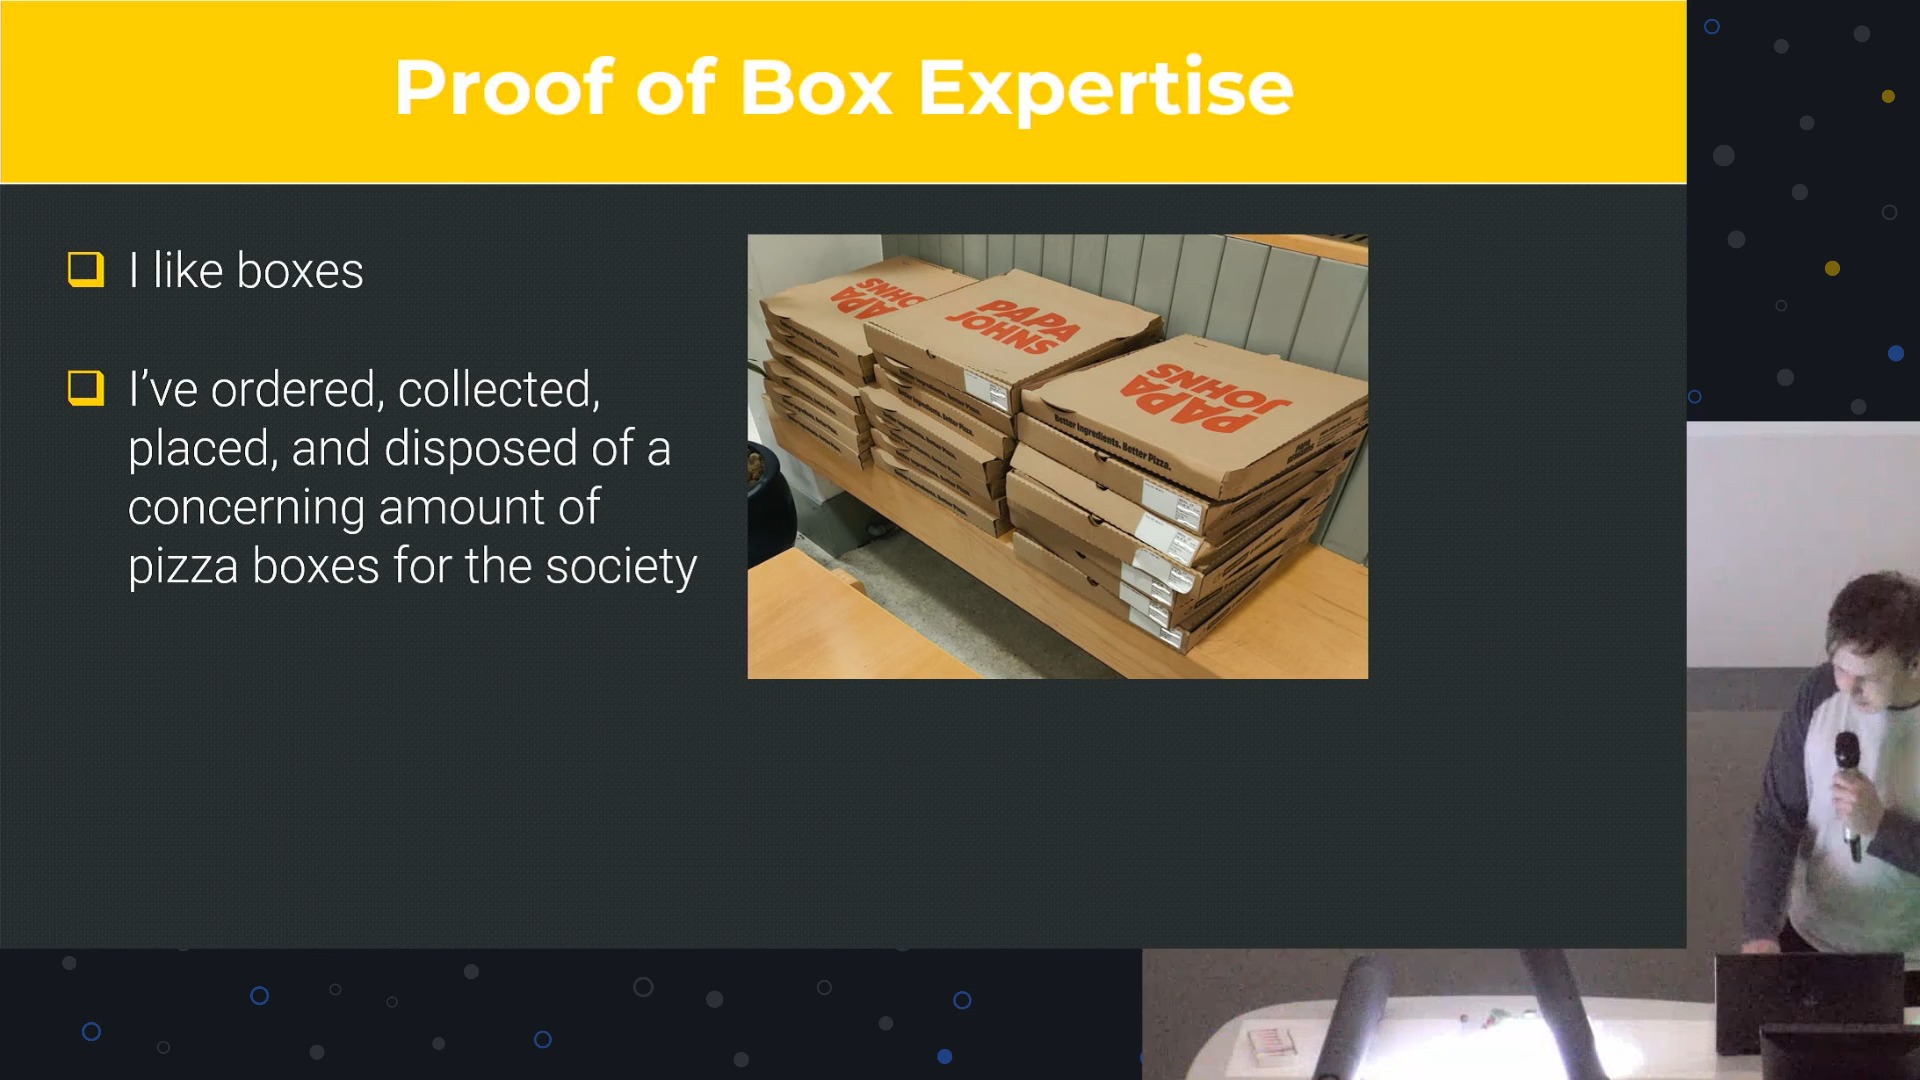 Proof of Box Expertise
I like boxes
I've ordered, collected,
placed, and disposed of a
concerning amount of
pizza boxes for the society
PAPA
JOHNS
PAPA
JOHNS
PAPA
JOHNS
Better Ingredients. Better Pizza.